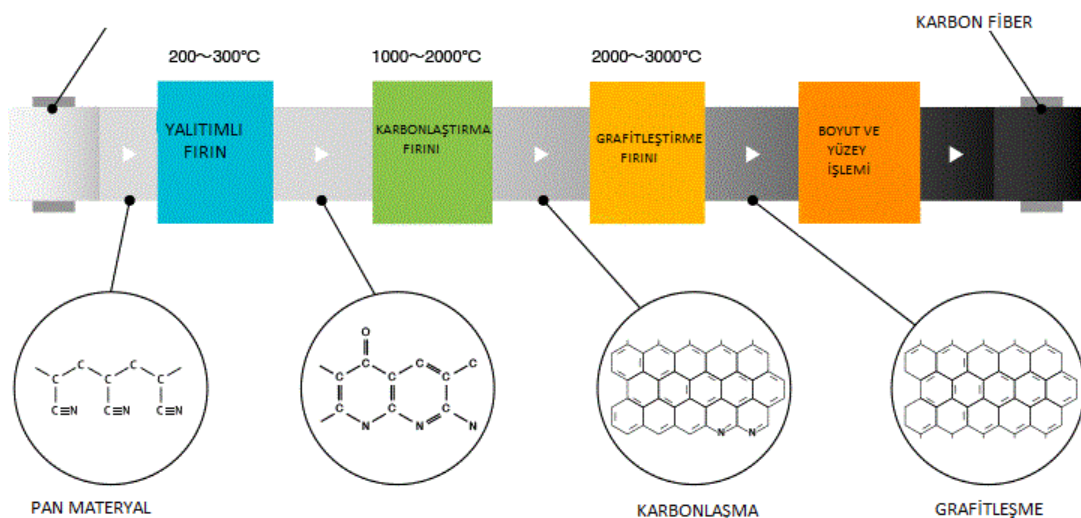 KARBON FİBER
200～300℃
1000～2000℃
2000～3000℃
YALITIMLI
FIRIN
KARBONLAŞTIRMA
FIRINI
GRAFİTLEŞTİRME
FIRINI
BOYUT VE
YÜZEY
İŞLEMİ
C C
C C C
C≡N C≡N C≡N
O
C C C
C C C
C C C
N N N
N N
PAN MATERYAL
KARBONLAŞMA
GRAFİTLEŞME